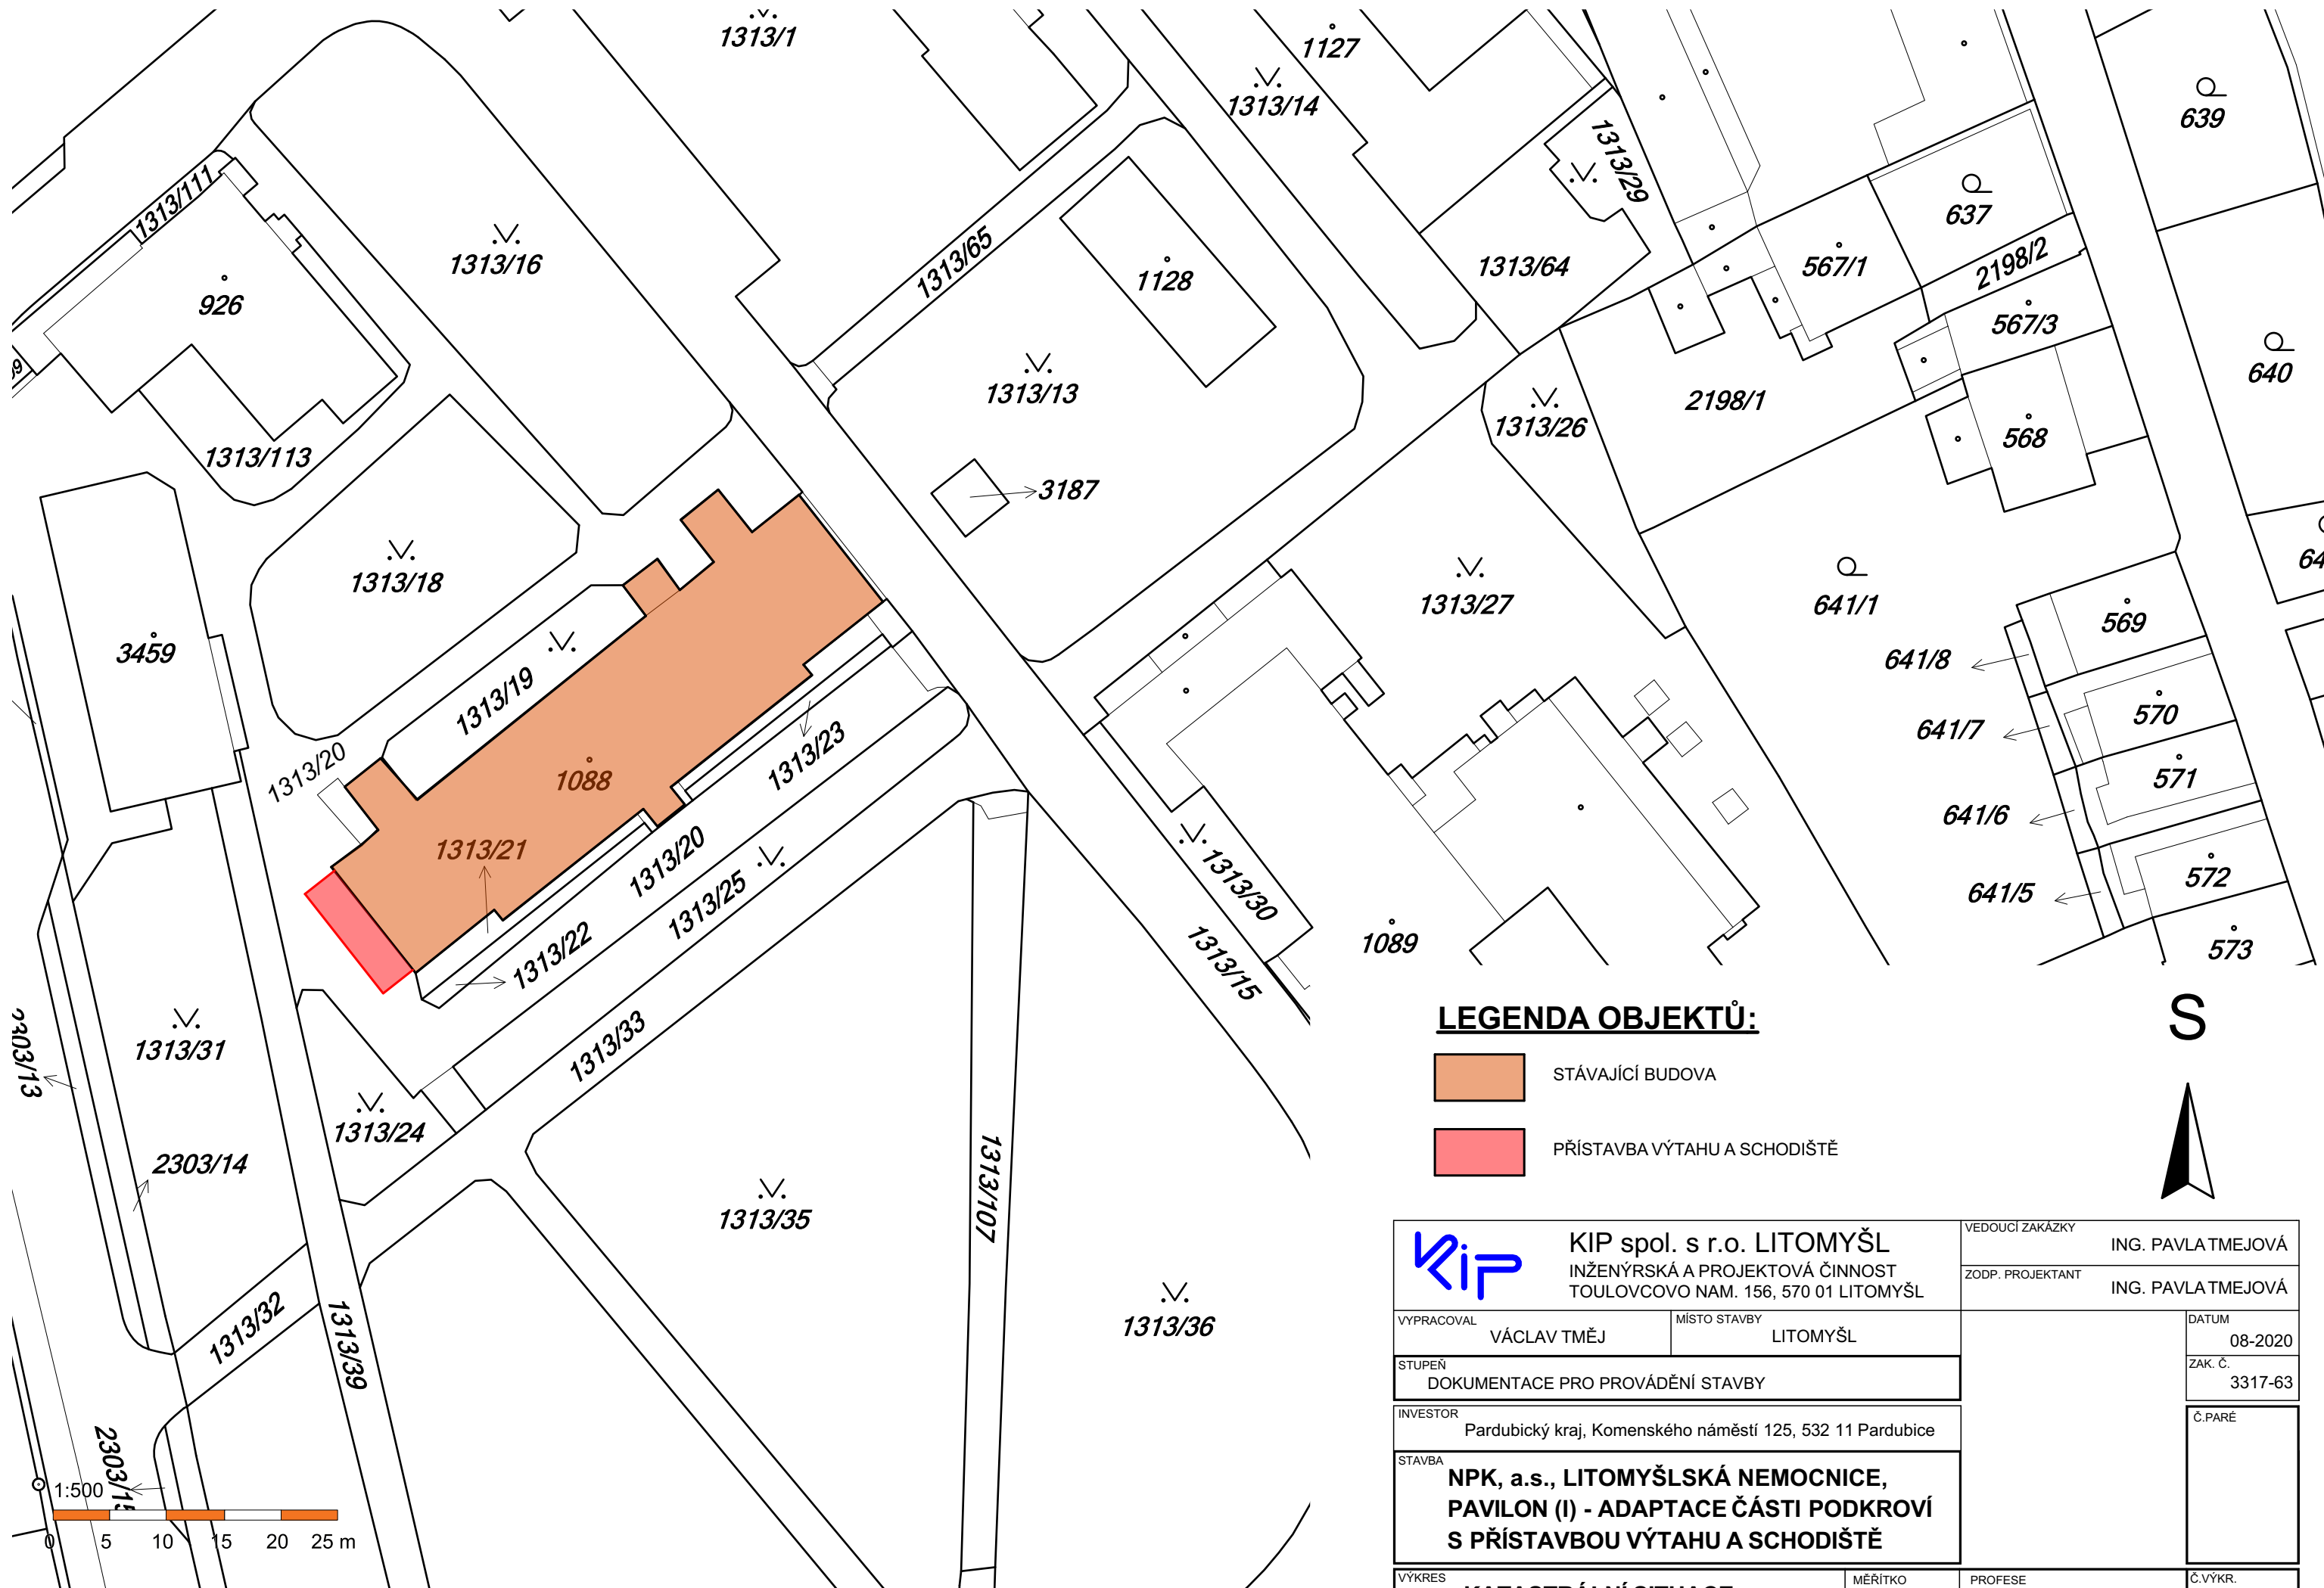 1313/1
1127
1313/14
639
1313/29
1313/111
637
1313/16
1313/65
1313/64
567/1
2198/2
1128
926
567/3
640
1313/13
2198/1
1313/26
568
1313/113
3187
1313/18
1313/27
641/1
569
3459
641/8
1313/19
570
641/7
1313/23
1313/20
1088
571
641/6
1313/21
1313/20
572
641/5
1313/25
1313/30
1313/22
1089
573
1313/15
1313/31
2303/13
1313/33
1313/24
2303/14
1313/107
1313/35
1313/36
1313/32
1313/39
2303/15
LEGENDA OBJEKTŮ:
STÁVAJÍCÍ BUDOVA
PŘÍSTAVBA VÝTAHU A SCHODIŠTĚ
S
1:500
0 5 10 15 20 25 m
Kip
KIP spol. s r.o. LITOMYŠL
INŽENÝRSKÁ A PROJEKTOVÁ ČINNOST
TOULOVCOVO NAM. 156, 570 01 LITOMYŠL
VEDOUCÍ ZAKÁZKY
ING. PAVLA TMEJOVÁ
ZODP. PROJEKTANT
ING. PAVLA TMEJOVÁ
VYPRACOVAL
VÁCLAV TMĚJ
MÍSTO STAVBY
LITOMYŠL
DATUM
08-2020
STUPEŇ
DOKUMENTACE PRO PROVÁDĚNÍ STAVBY
ZAK. Č.
3317-63
INVESTOR
Pardubický kraj, Komenského náměstí 125, 532 11 Pardubice
Č.PARÉ
STAVBA
NPK, a.s., LITOMYŠLSKÁ NEMOCNICE,
PAVILON (I) - ADAPTACE ČÁSTI PODKROVÍ
S PŘÍSTAVBOU VÝTAHU A SCHODIŠTĚ
VÝKRES
MĚŘÍTKO
PROFESE
Č.VÝKR.